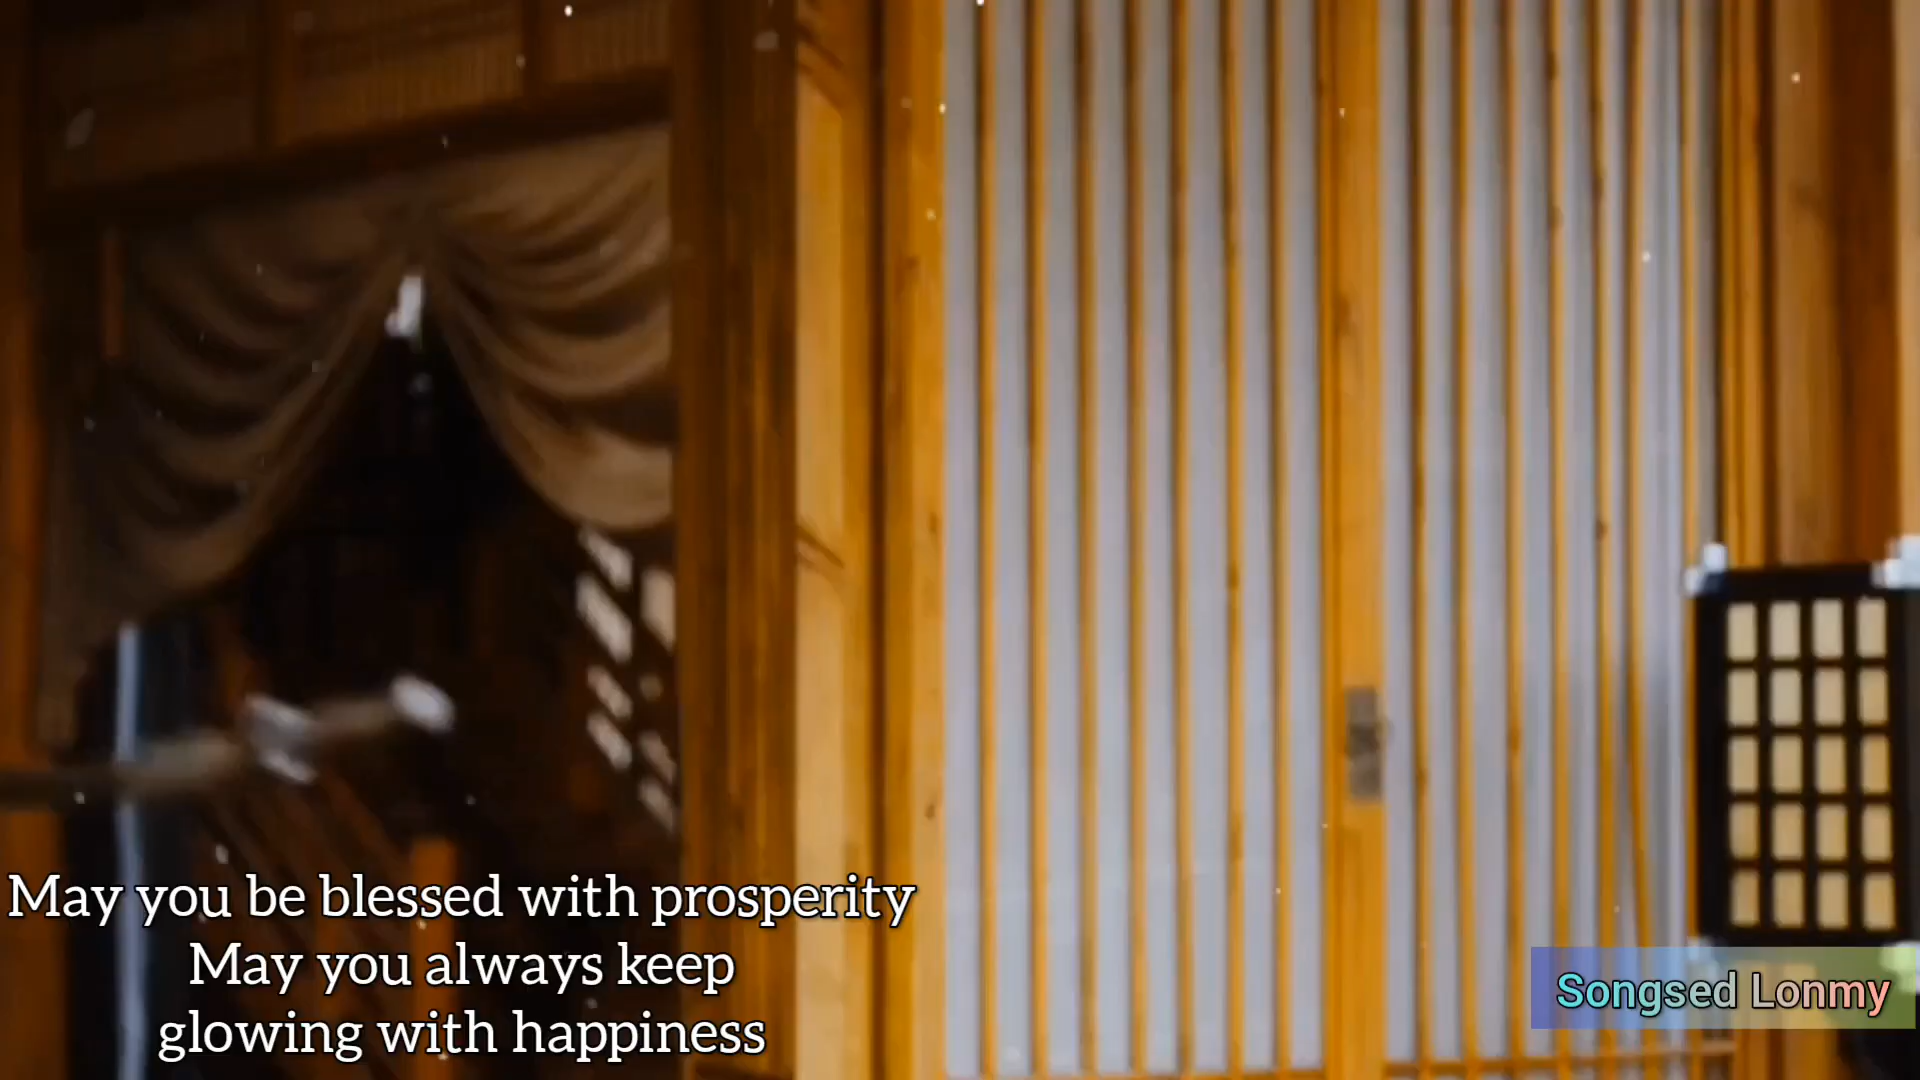 May you be blessed with prosperity
May you always keep
glowing with happiness
Songsed Lonmy